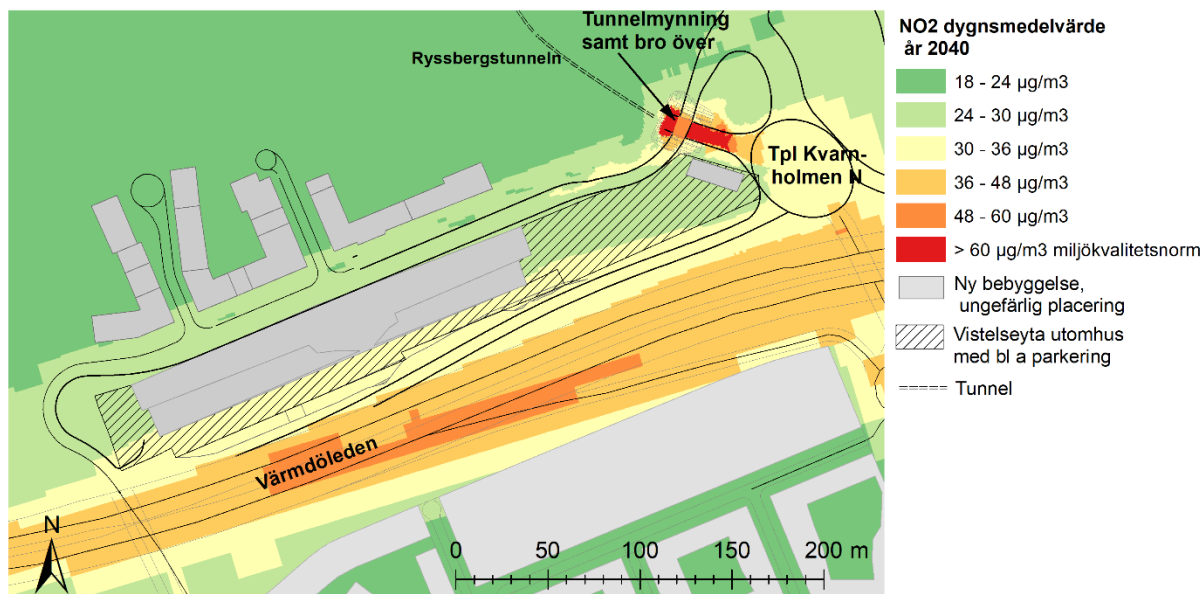 Tunnelmynning
samt bro över
Ryssbergstunneln
Tpl Kvarn-
holmen N
Värmdöleden
N
0 50 100 150 200 m
NO2 dygnsmedelvärde
år 2040
18 - 24 µg/m3
24 - 30 µg/m3
30 - 36 µg/m3
36 - 48 µg/m3
48 - 60 µg/m3
> 60 µg/m3 miljökvalitetsnorm
Ny bebyggelse,
ungefärlig placering
Vistelseyta utomhus
med bl a parkering
Tunnel